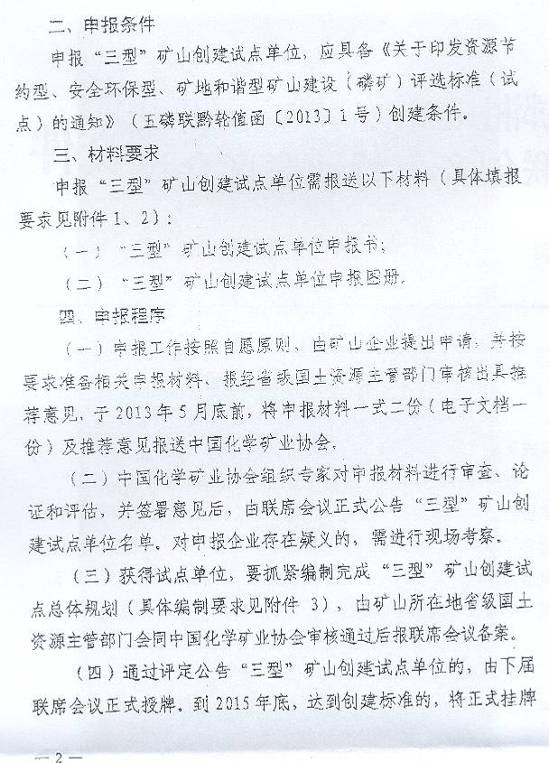 二、申报条件
申报“三型”矿山创建试点单位，应具备《关于印发资源节
约型、安全环保型、矿地和谐型矿山建设（磷矿）评选标准（试
点）的通知》（五磷联黔轮值函〔2013〕1号）创建条件。
三、材料要求
申报“三型”矿山创建试点单位需报送以下材料（具体填报
要求见附件1、2）：
（一）“三型”矿山创建试点单位申报书；
（二）“三型”矿山创建试点单位申报图册。
四、申报程序
（一）申报工作按照自愿原则、由矿山企业提出申请，并按
要求准备相关申报材料、报经省级国土资源主管部门审核出具推
荐意见，于2013年5月底前，将申报材料一式二份（电子文档一
份）及推荐意见报送中国化学矿业协会。
（二）中国化学矿业协会组织专家对申报材料进行审查、论
证和评估，并签署意见后，由联席会议正式公告“三型”矿山创
建试点单位名单。对申报企业存在疑义的，需进行现场考察。
（三）获得试点单位，要抓紧编制完成“三型”矿山创建试
点总体规划（具体编制要求见附件 3），由矿山所在地省级国土
资源主管部门会同中国化学矿业协会审核通过后报联席会议备案。
（四）通过评定公告“三型”矿山创建试点单位的，由下届
联席会议正式授牌。到2015年底，达到创建标准的，将正式挂牌
— 2 —